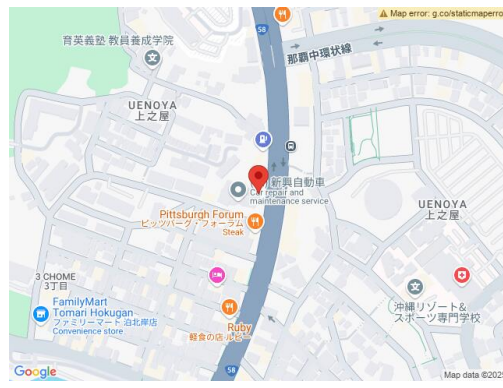 Map error: g.co/staticmaperro
58
育英義塾 教員養成学院
那覇中環状線
UENOYA
上之屋
新興自動車
Car repair and
maintenance service
UENOYA
上之屋
Pittsburgh Forum
ピッツバーグ・フォーラム
Steak
3 CHOME
3丁目
FamilyMart
Tomari Hokugan
ファミリーマート 泊北岸店
Convenience store
Ruby
軽食の店 ルビー
沖縄リゾート&
スポーツ専門学校
58
Google
Map data ©2025